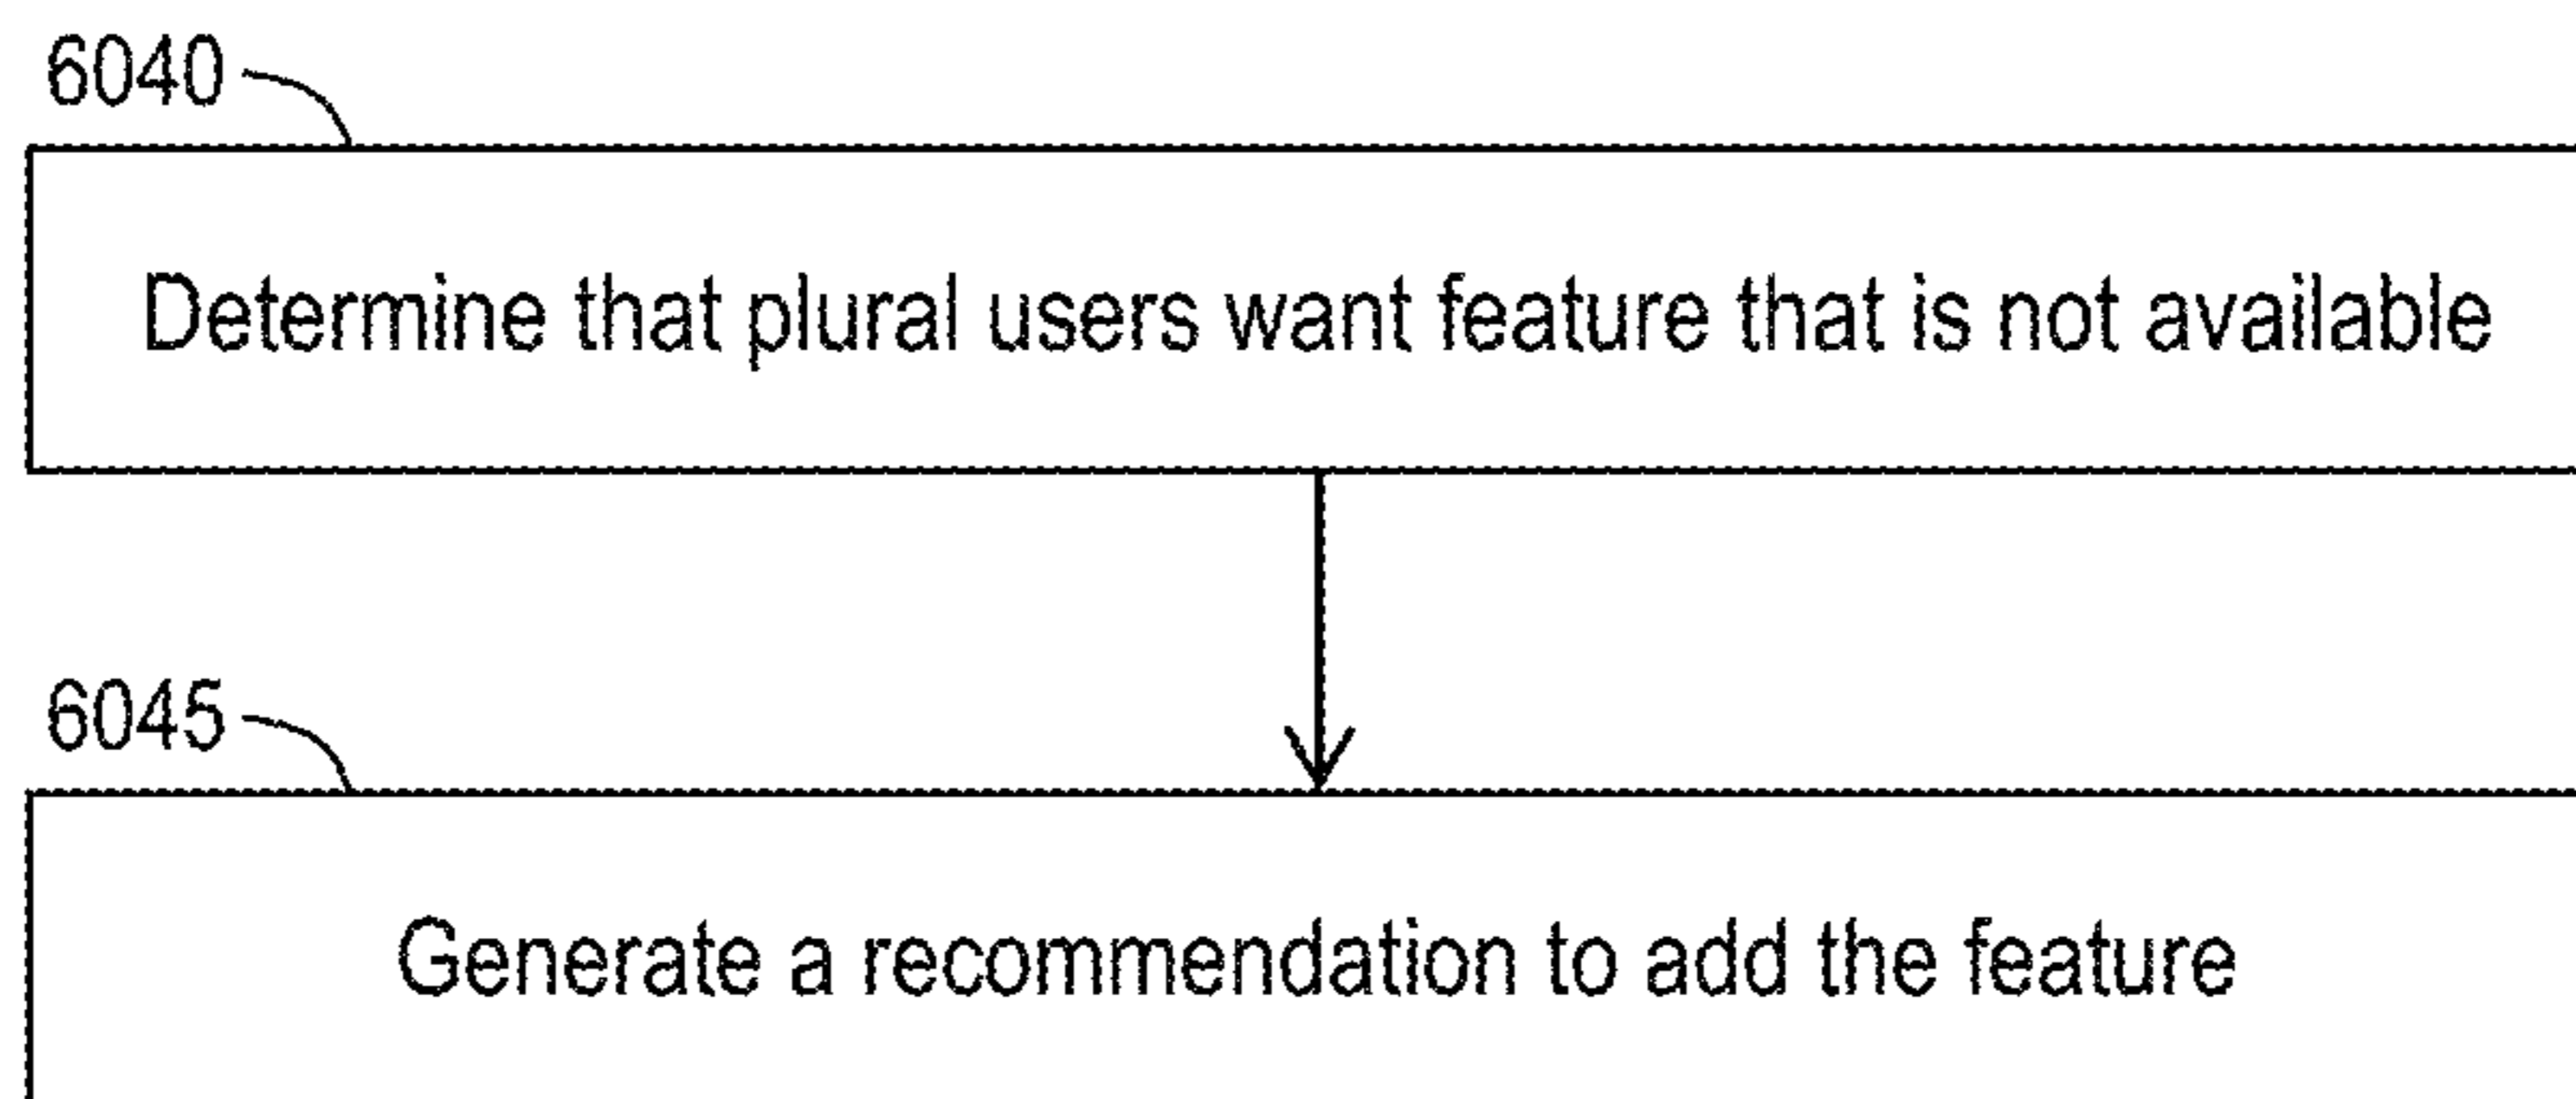 6040
Determine that plural users want feature that is not available
6045
Generate a recommendation to add the feature